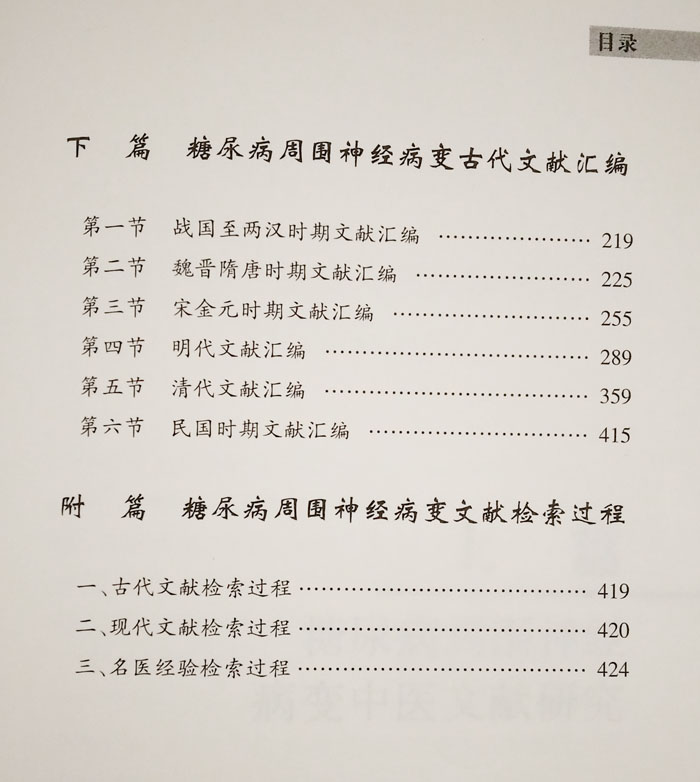 目录
下 篇 糖尿病周围神经病变古代文献汇编
第一节 战国至两汉时期文献汇编 …………………… 219
第二节 魏晋隋唐时期文献汇编 …………………… 225
第三节 宋金元时期文献汇编 …………………… 255
第四节 明代文献汇编 …………………… 289
第五节 清代文献汇编 …………………… 359
第六节 民国时期文献汇编 …………………… 415
附 篇 糖尿病周围神经病变文献检索过程
一、古代文献检索过程 …………………… 419
二、现代文献检索过程 …………………… 420
三、名医经验检索过程 …………………… 424